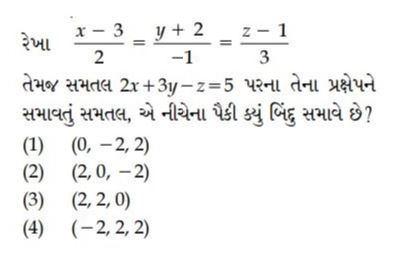 રેખા $\frac{x-3}{2} = \frac{y+2}{-1} = \frac{z-1}{3}$
તેમજ સમતલ 2x+3y−z=5 પરના તેના પ્રક્ષેપને
સમાવતું સમતલ, એ નીચેના પૈકી ક્યું બિંદુ સમાવે છે?
(1) (0, −2, 2)
(2) (2, 0, −2)
(3) (2, 2, 0)
(4) (−2, 2, 2)